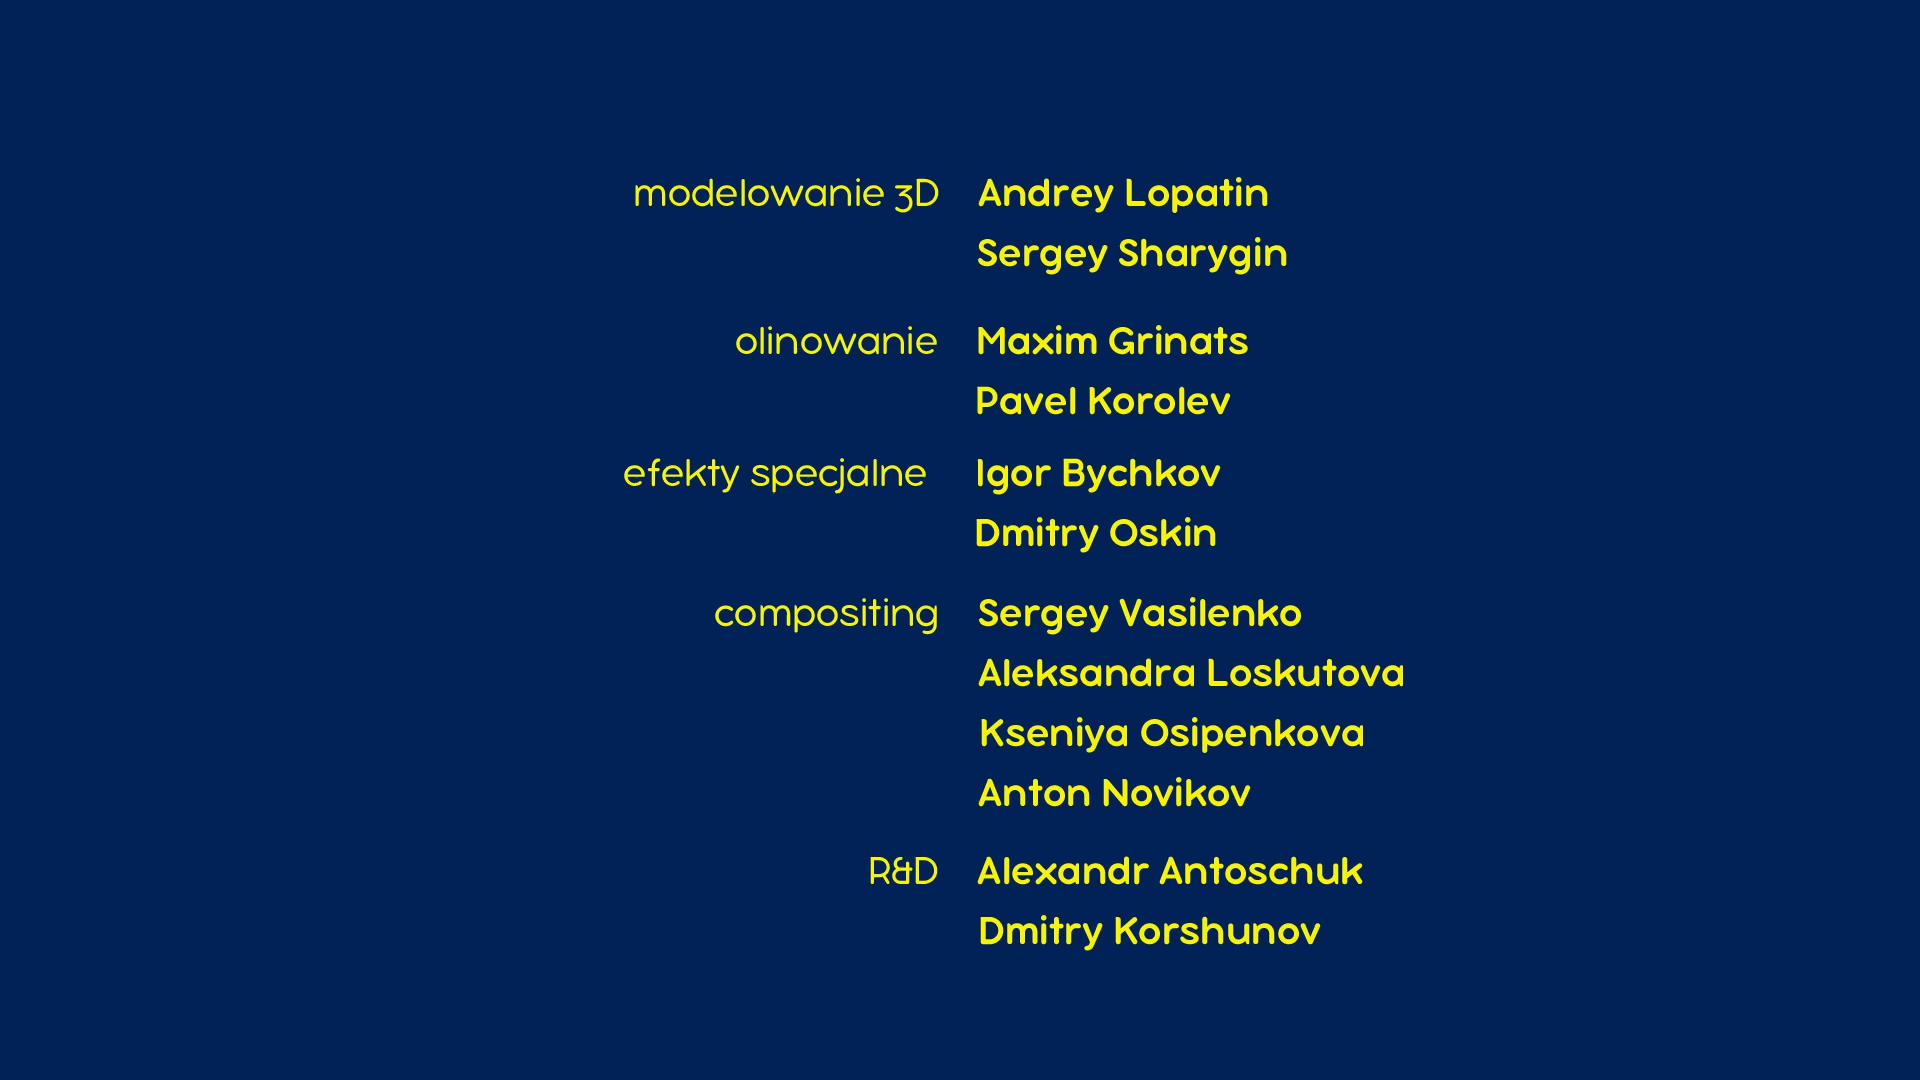 modelowanie 3D Andrey Lopatin
Sergey Sharygin
olinowanie Maxim Grinats
Pavel Korolev
efekty specjalne Igor Bychkov
Dmitry Oskin
compositing Sergey Vasilenko
Aleksandra Loskutova
Kseniya Osipenkova
Anton Novikov
R&D Alexandr Antoschuk
Dmitry Korshunov